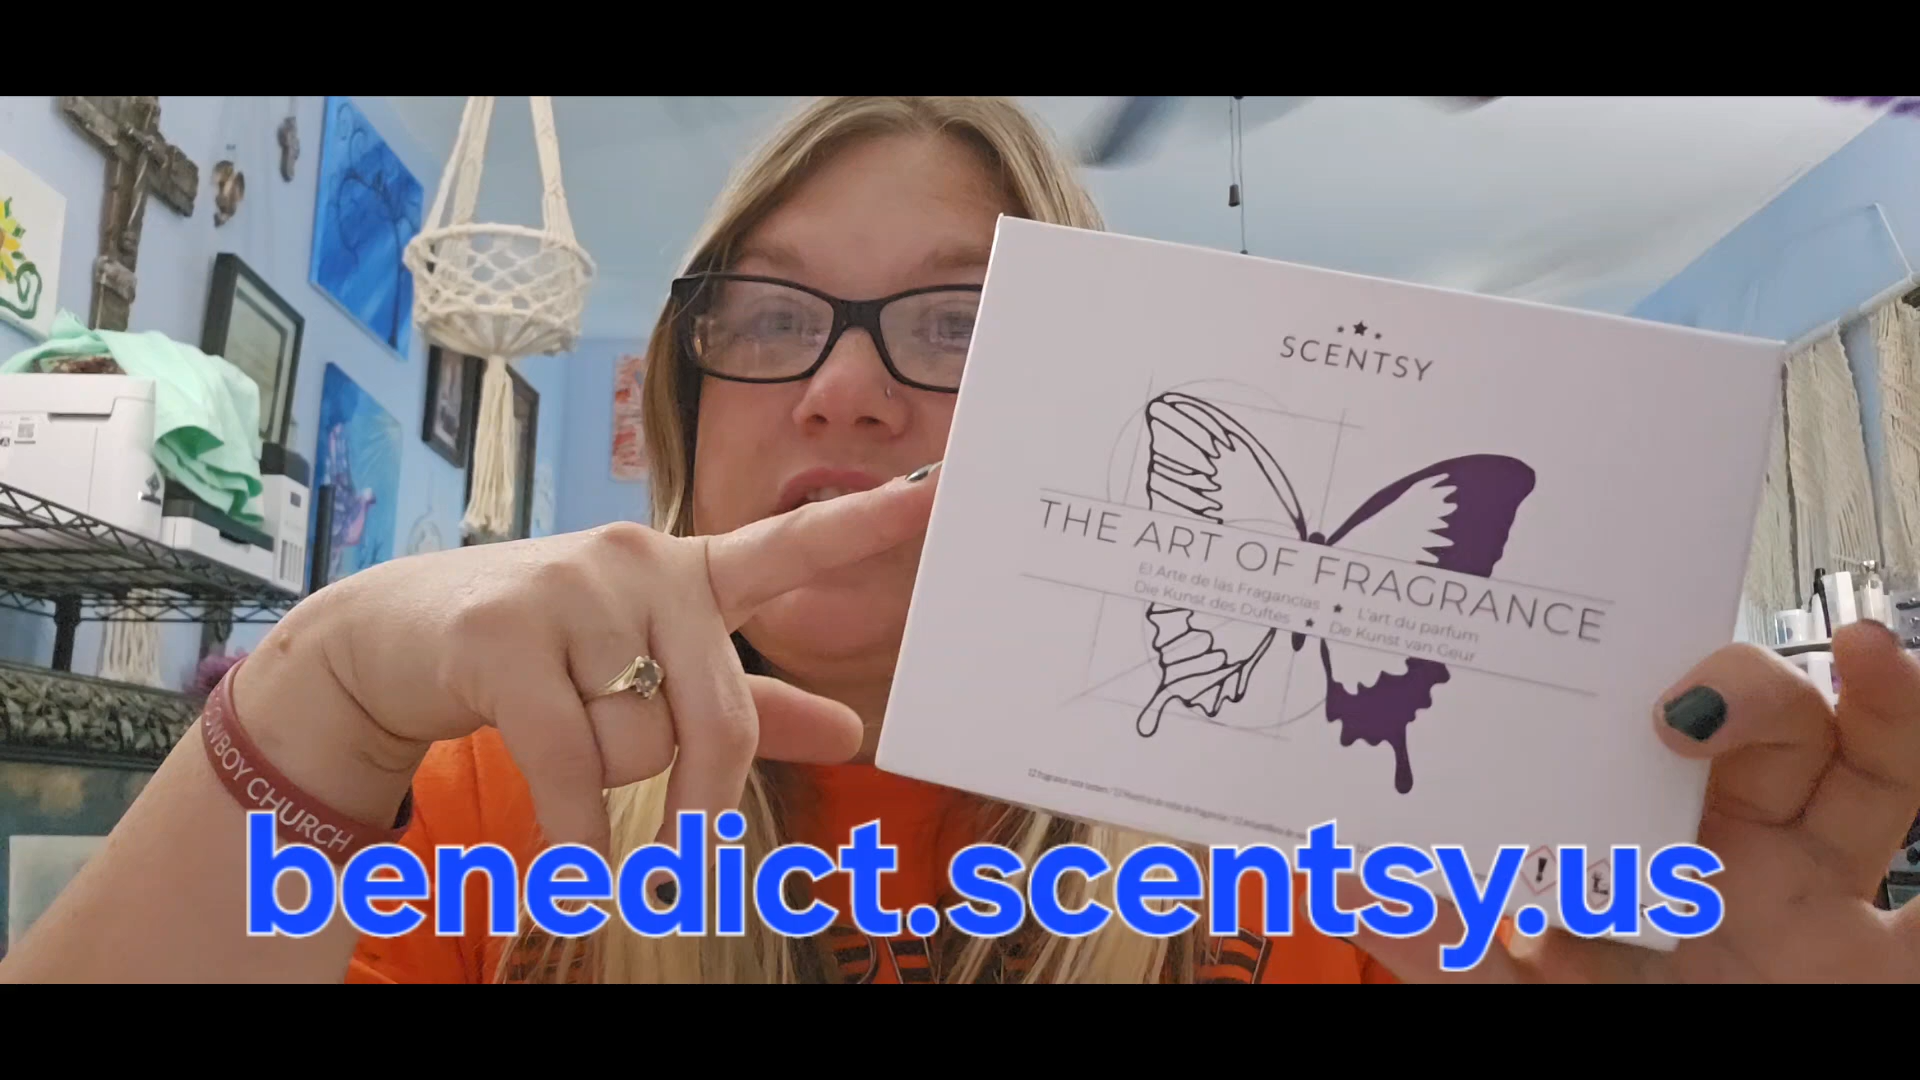 SCENTSY
THE ART OF FRAGRANCE
El Arte de las Fragancias ★ L'art du parfum
Die Kunst des Duftes ★ De Kunst van Geur
COWBOY CHURCH
benedict.scentsy.us